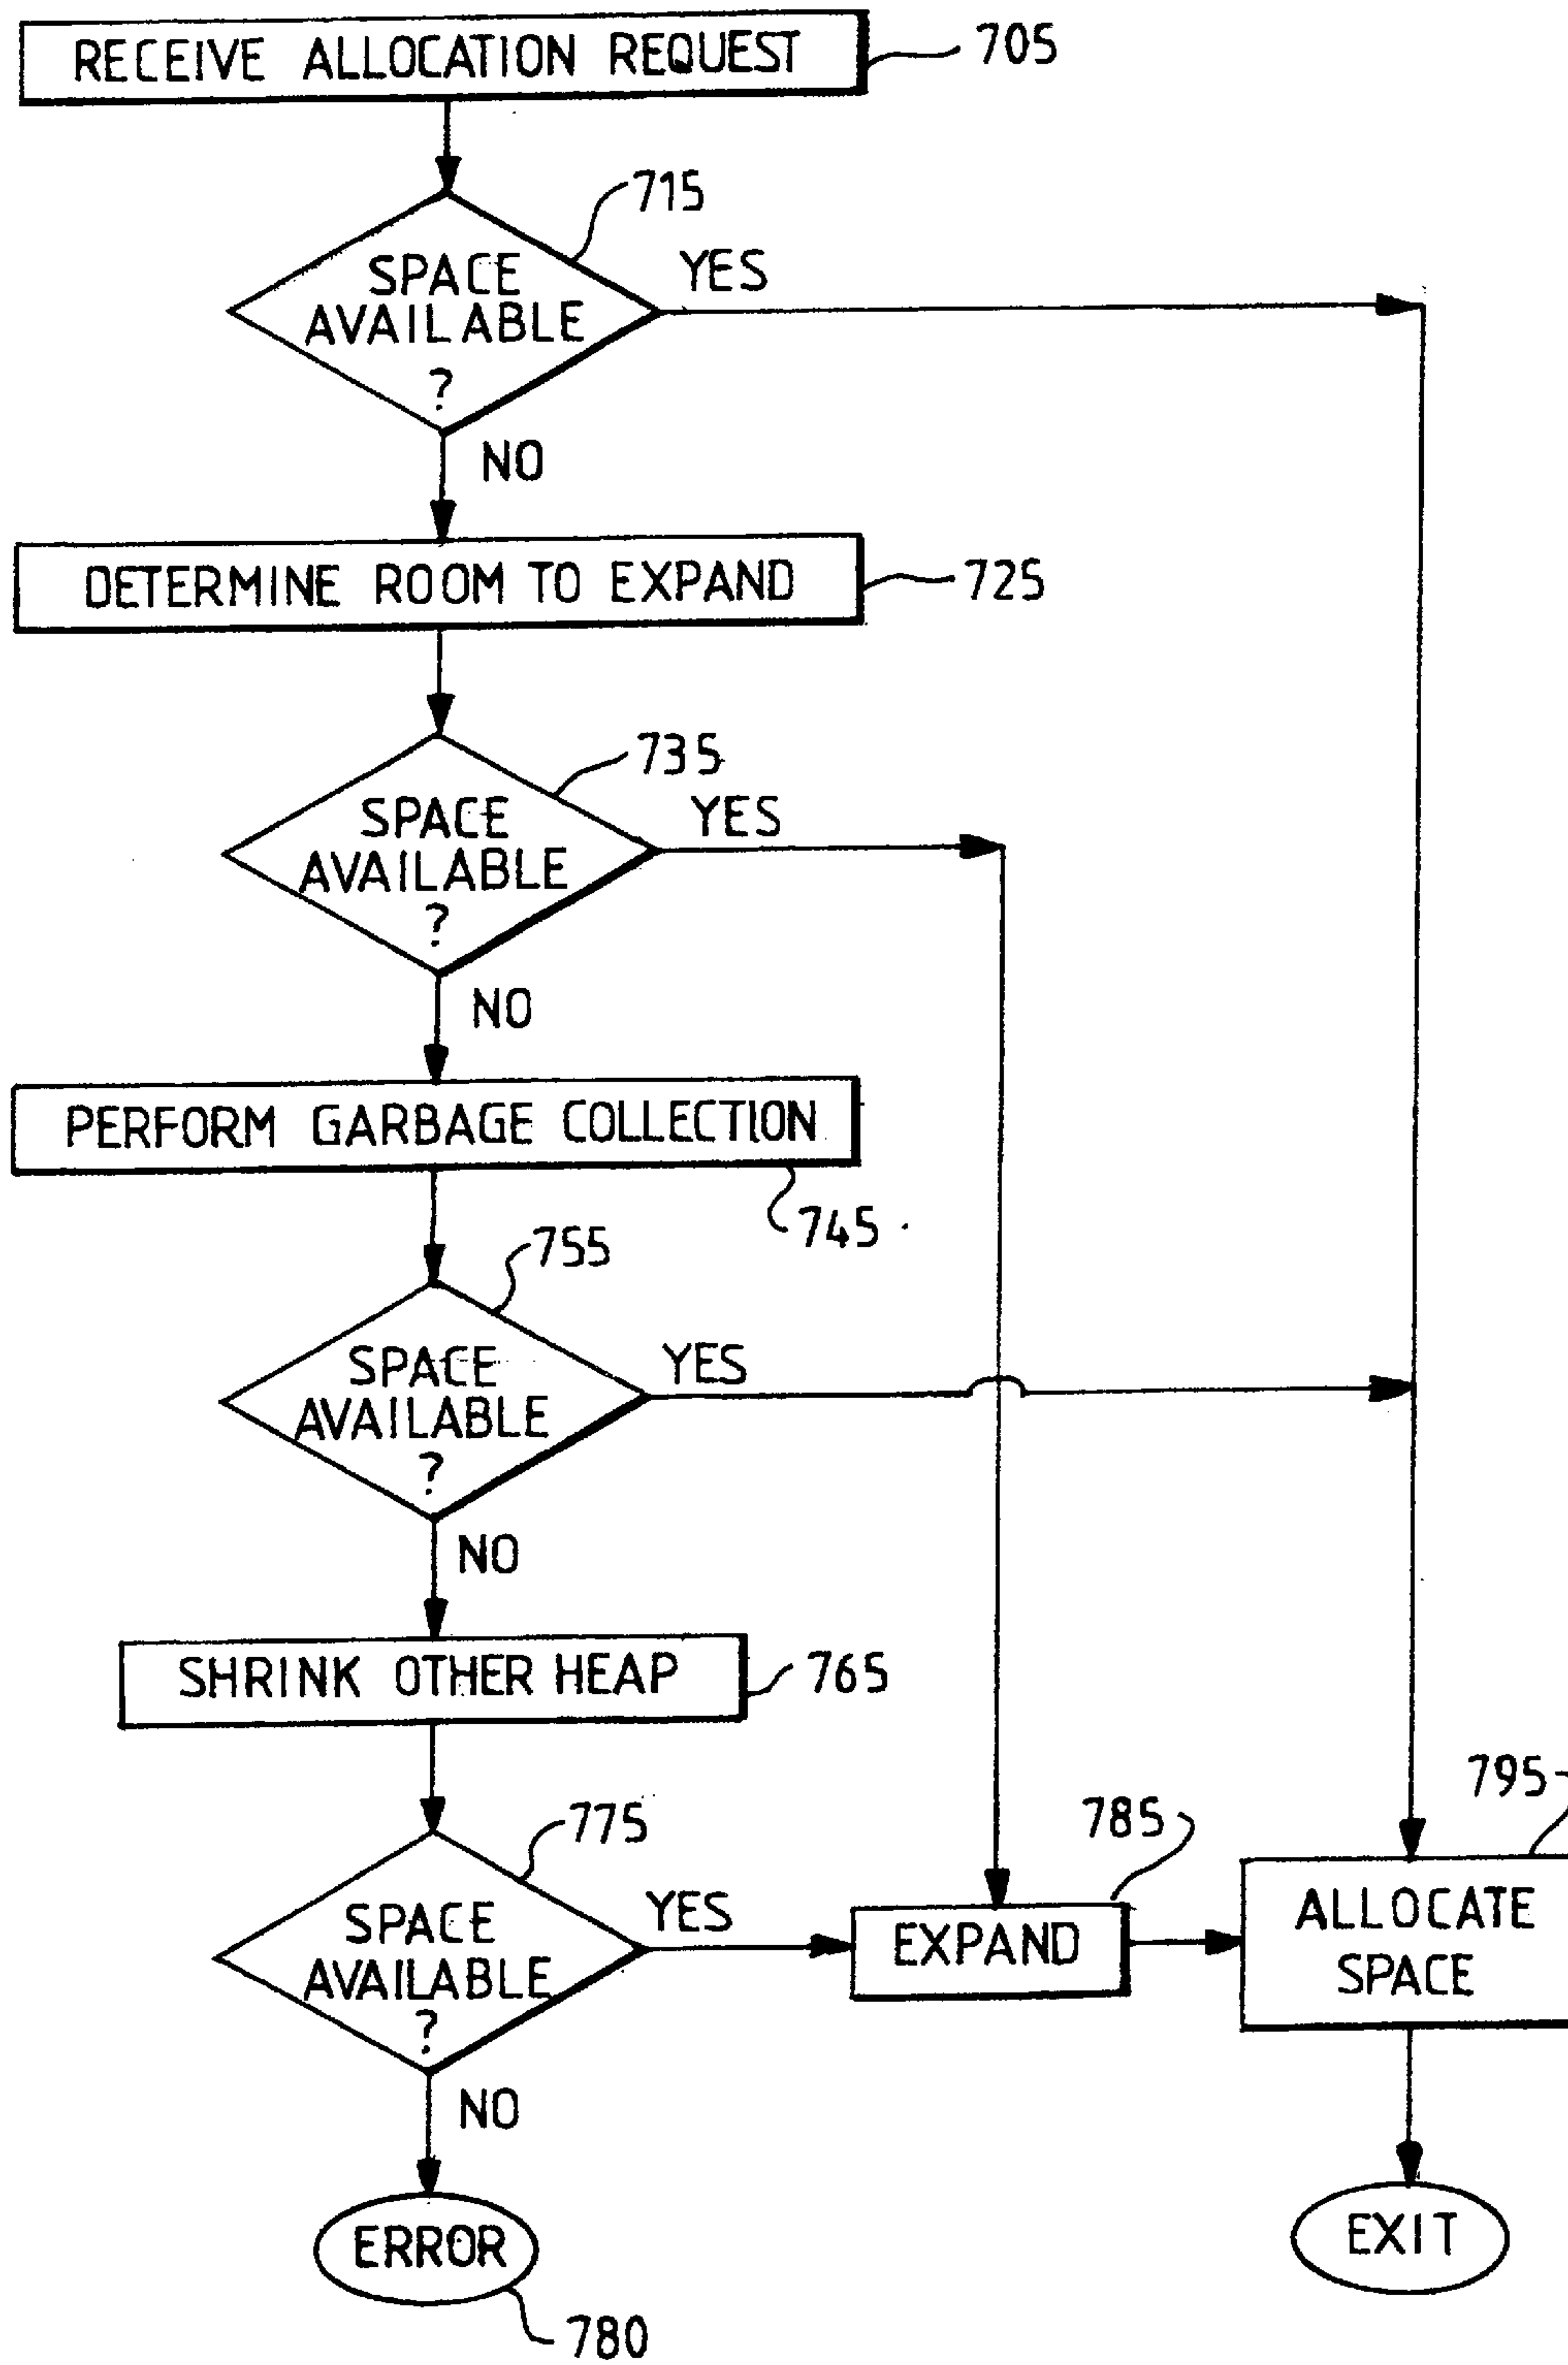 RECEIVE ALLOCATION REQUEST
705
715
SPACE
AVAILABLE
?
YES
NO
DETERMINE ROOM TO EXPAND
725
735
SPACE
AVAILABLE
?
YES
NO
PERFORM GARBAGE COLLECTION
745
755
SPACE
AVAILABLE
?
YES
NO
SHRINK OTHER HEAP
765
775
SPACE
AVAILABLE
?
YES
NO
785
EXPAND
795
ALLOCATE
SPACE
ERROR
780
EXIT